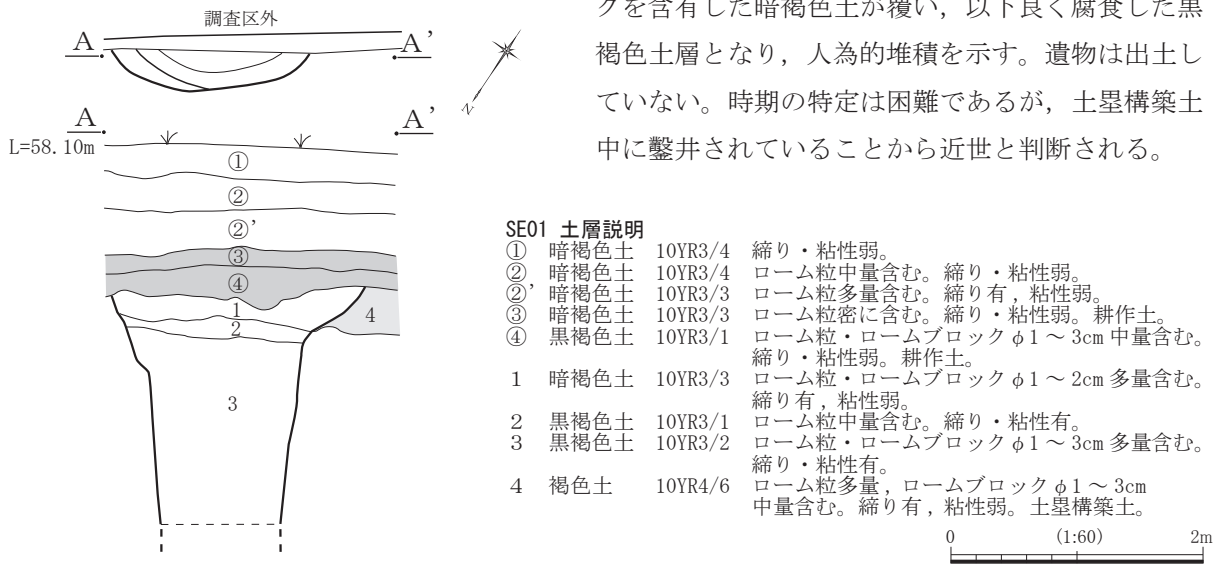 クを含有した暗褐色土が覆い，以下良く腐食した黒
褐色土層となり，人為的堆積を示す。遺物は出土し
ていない。時期の特定は困難であるが，土塁構築土
中に鑿井されていることから近世と判断される。
調査区外
A A’
N
A A’
L=58.10m
①
②
②’
③
④
1
2
4
3
SE01 土層説明
① 暗褐色土 10YR3/4 締り・粘性弱。
② 暗褐色土 10YR3/4 ローム粒中量含む。締り・粘性弱。
②’ 暗褐色土 10YR3/3 ローム粒多量含む。締り有，粘性弱。
③ 暗褐色土 10YR3/3 ローム粒密に含む。締り・粘性弱。耕作土。
④ 黒褐色土 10YR3/1 ローム粒・ロームブロックφ1～3cm 中量含む。
締り・粘性弱。耕作土。
1 暗褐色土 10YR3/3 ローム粒・ロームブロックφ1～2cm 多量含む。
締り有，粘性弱。
2 黒褐色土 10YR3/1 ローム粒中量含む。締り・粘性有。
3 黒褐色土 10YR3/2 ローム粒・ロームブロックφ1～3cm 多量含む。
締り・粘性有。
4 褐色土 10YR4/6 ローム粒多量，ロームブロックφ1～3cm
中量含む。締り有，粘性弱。土塁構築土。
0 (1:60) 2m